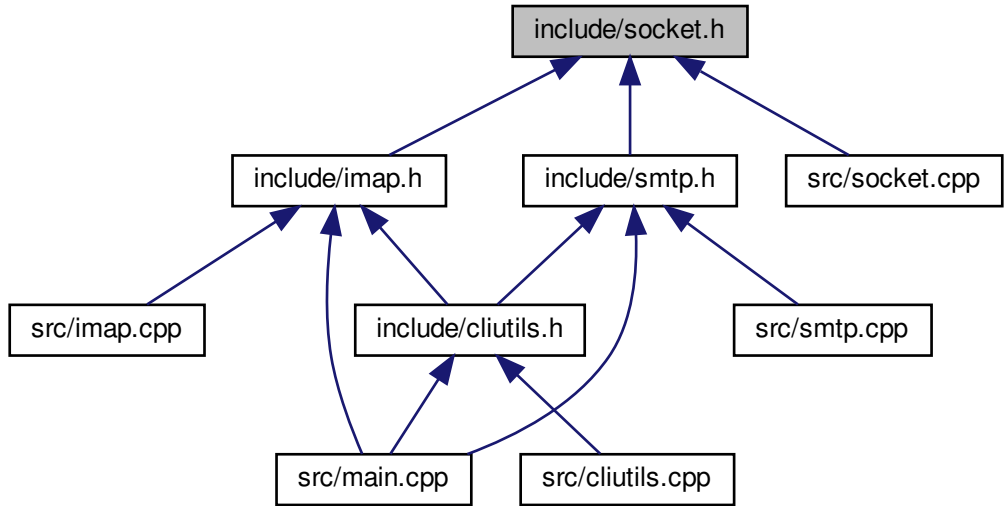 include/socket.h
include/imap.h
include/smtp.h
src/socket.cpp
src/imap.cpp
include/cliutils.h
src/smtp.cpp
src/main.cpp
src/cliutils.cpp